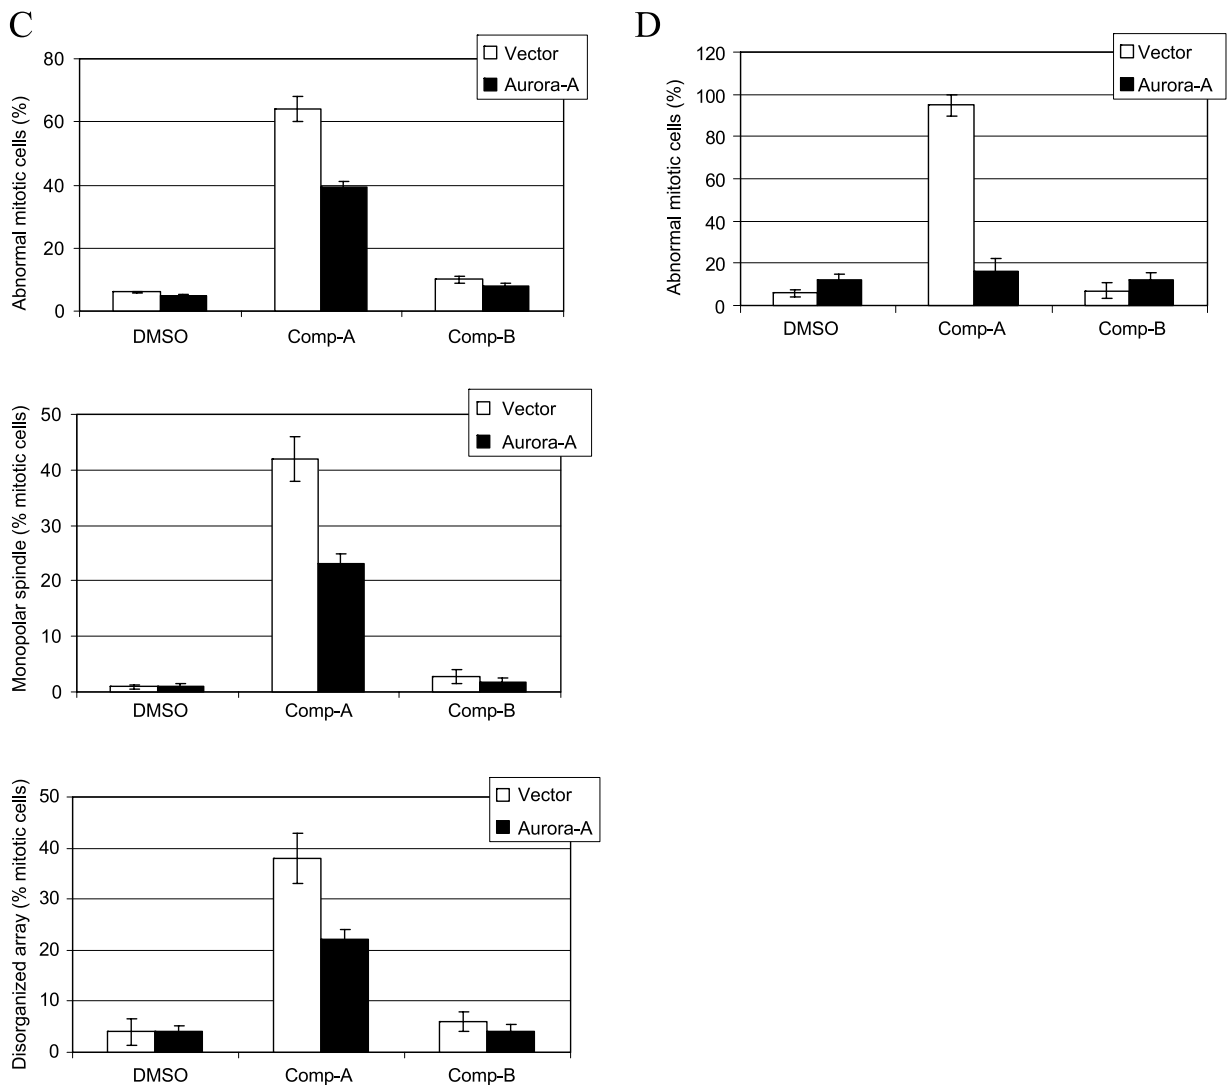 C
Abnormal mitotic cells (%)
80
60
40
20
0
Vector
Aurora-A
DMSO
Comp-A
Comp-B
D
Abnormal mitotic cells (%)
120
100
80
60
40
20
0
Vector
Aurora-A
DMSO
Comp-A
Comp-B
Monopolar spindle (% mitotic cells)
50
40
30
20
10
0
Vector
Aurora-A
DMSO
Comp-A
Comp-B
Disorganized array (% mitotic cells)
50
40
30
20
10
0
Vector
Aurora-A
DMSO
Comp-A
Comp-B